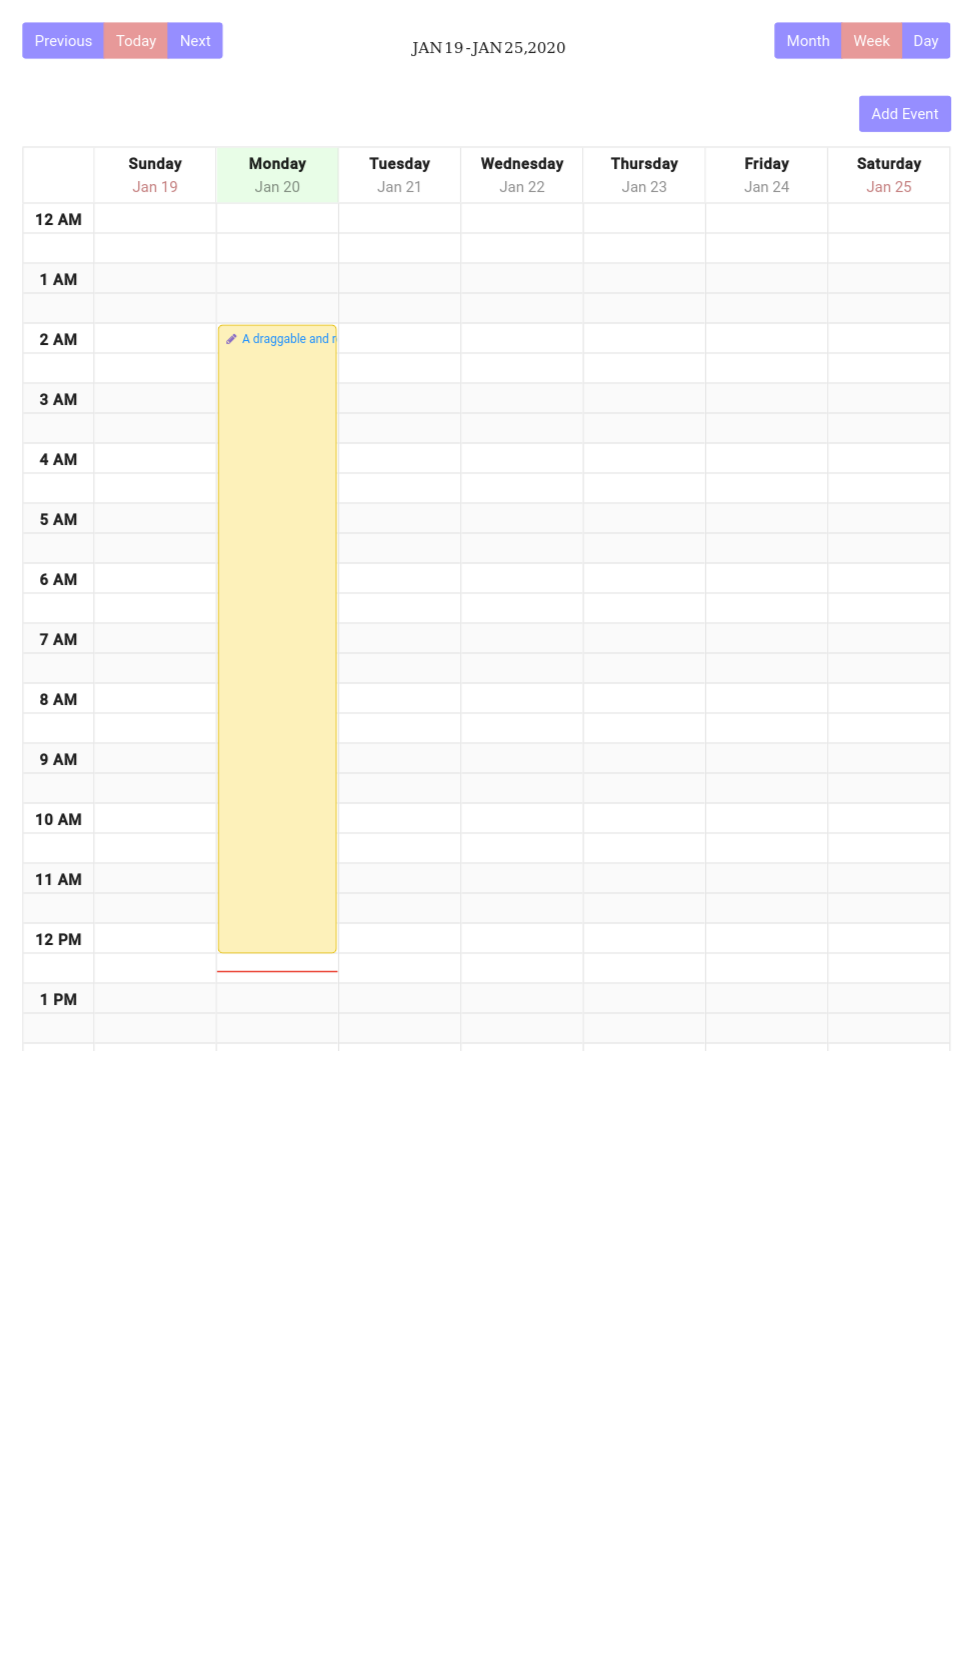 Previous Today Next
JAN 19 - JAN 25, 2020
Month Week Day
Add Event
Sunday Monday Tuesday Wednesday Thursday Friday Saturday
Jan 19 Jan 20 Jan 21 Jan 22 Jan 23 Jan 24 Jan 25
12 AM
1 AM
2 AM
A draggable and
3 AM
4 AM
5 AM
6 AM
7 AM
8 AM
9 AM
10 AM
11 AM
12 PM
1 PM